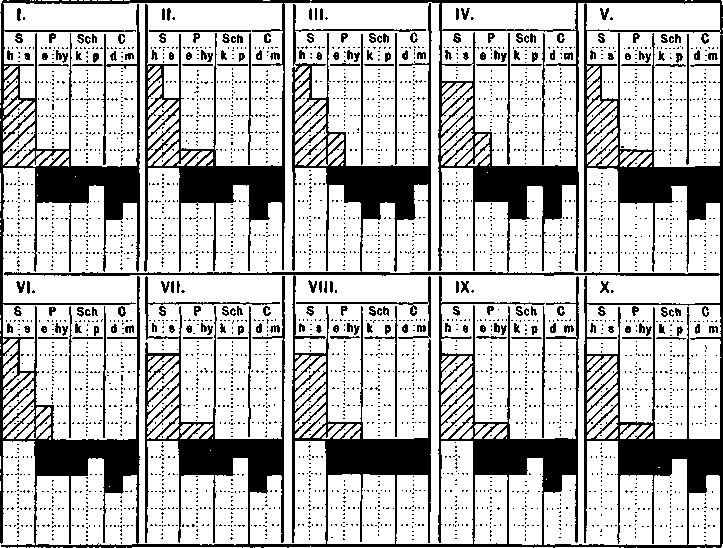 I. II. III. IV. V.
S P Sch C S P Sch C S P Sch C S P Sch C S P Sch C
h s e hy k p d m h s e hy k p d m h s e hy k p d m h s e hy k p d m h s e hy k p d m
VI. VII. VIII. IX. X.
S P Sch C S P Sch C S P Sch C S P Sch C S P Sch C
h s e hy k p d m h s e hy k p d m h s e hy k p d m h s e hy k p d m h s e hy k p d m